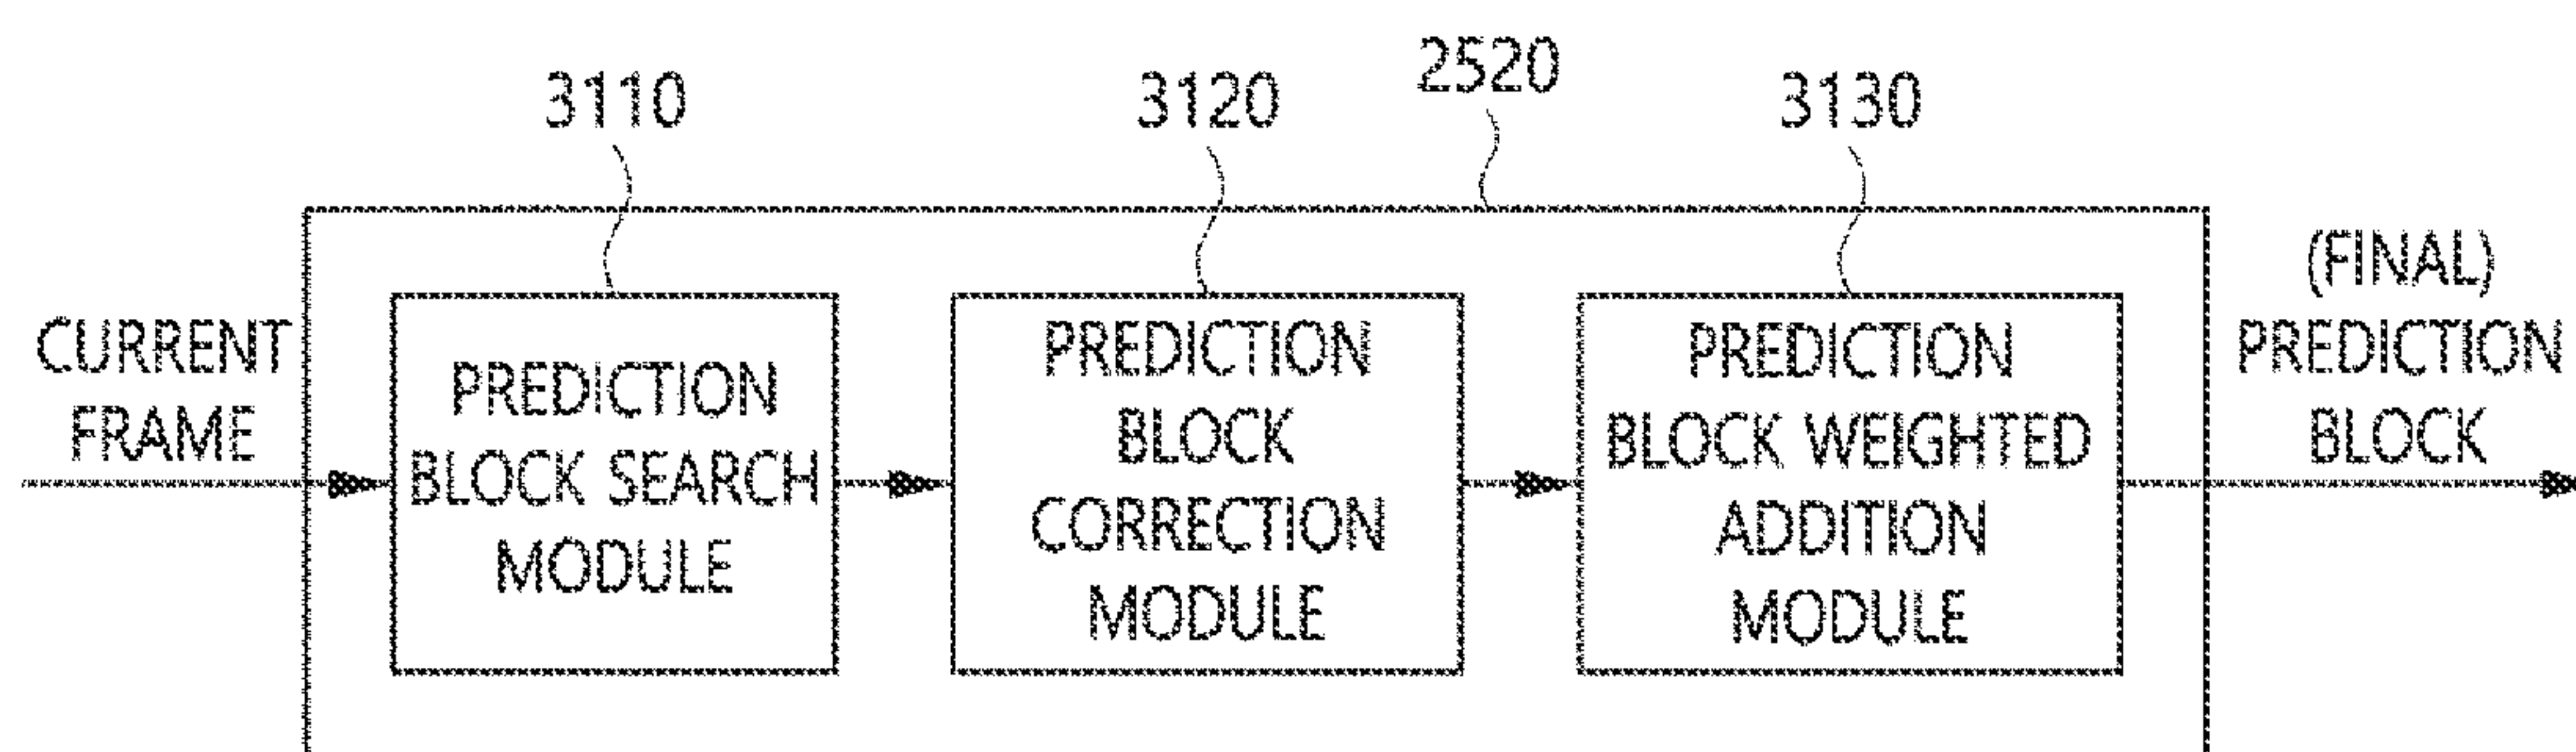 2520
3110
3120
3130
CURRENT
FRAME
PREDICTION
BLOCK SEARCH
MODULE
PREDICTION
BLOCK
CORRECTION
MODULE
PREDICTION
BLOCK WEIGHTED
ADDITION
MODULE
(FINAL)
PREDICTION
BLOCK